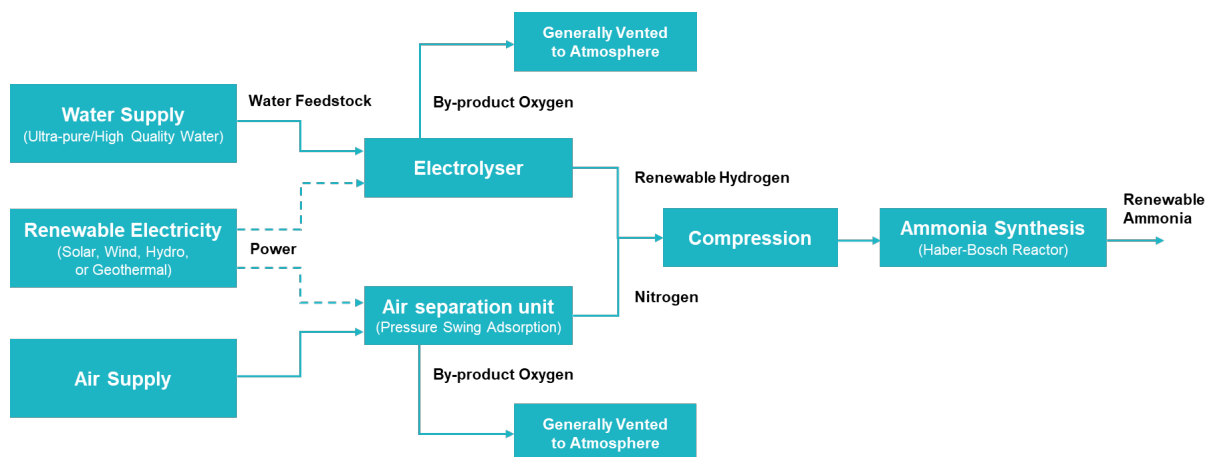 Generally Vented
to Atmosphere
Water Feedstock
By-product Oxygen
Water Supply
(Ultra-pure/High Quality Water)
Electrolyser
Renewable Hydrogen
Renewable
Ammonia
Renewable Electricity
(Solar, Wind, Hydro,
or Geothermal)
Power
Compression
Ammonia Synthesis
(Haber-Bosch Reactor)
Nitrogen
Air separation unit
(Pressure Swing Adsorption)
Air Supply
By-product Oxygen
Generally Vented
to Atmosphere